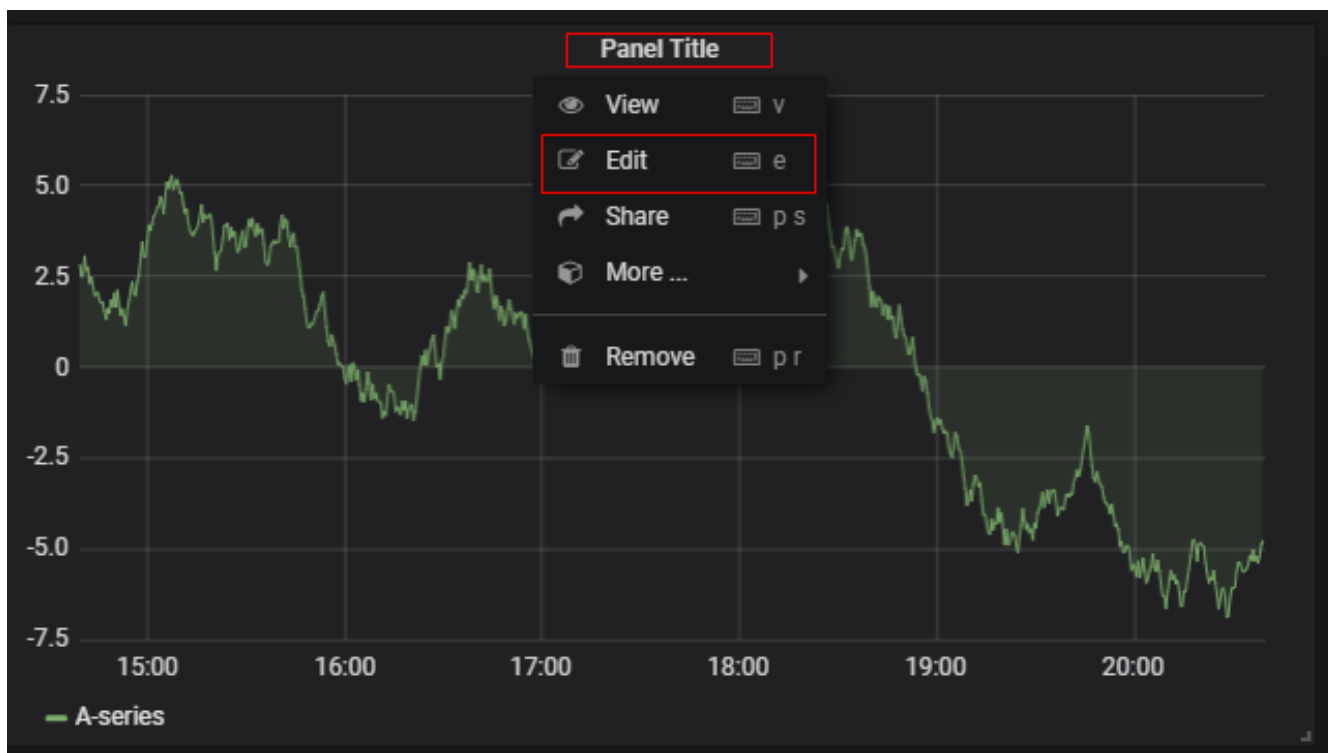 Panel Title
View v
Edit e
Share p s
More ...
Remove p r
7.5
5.0
2.5
0
-2.5
-5.0
-7.5
15:00 16:00 17:00 18:00 19:00 20:00
A-series